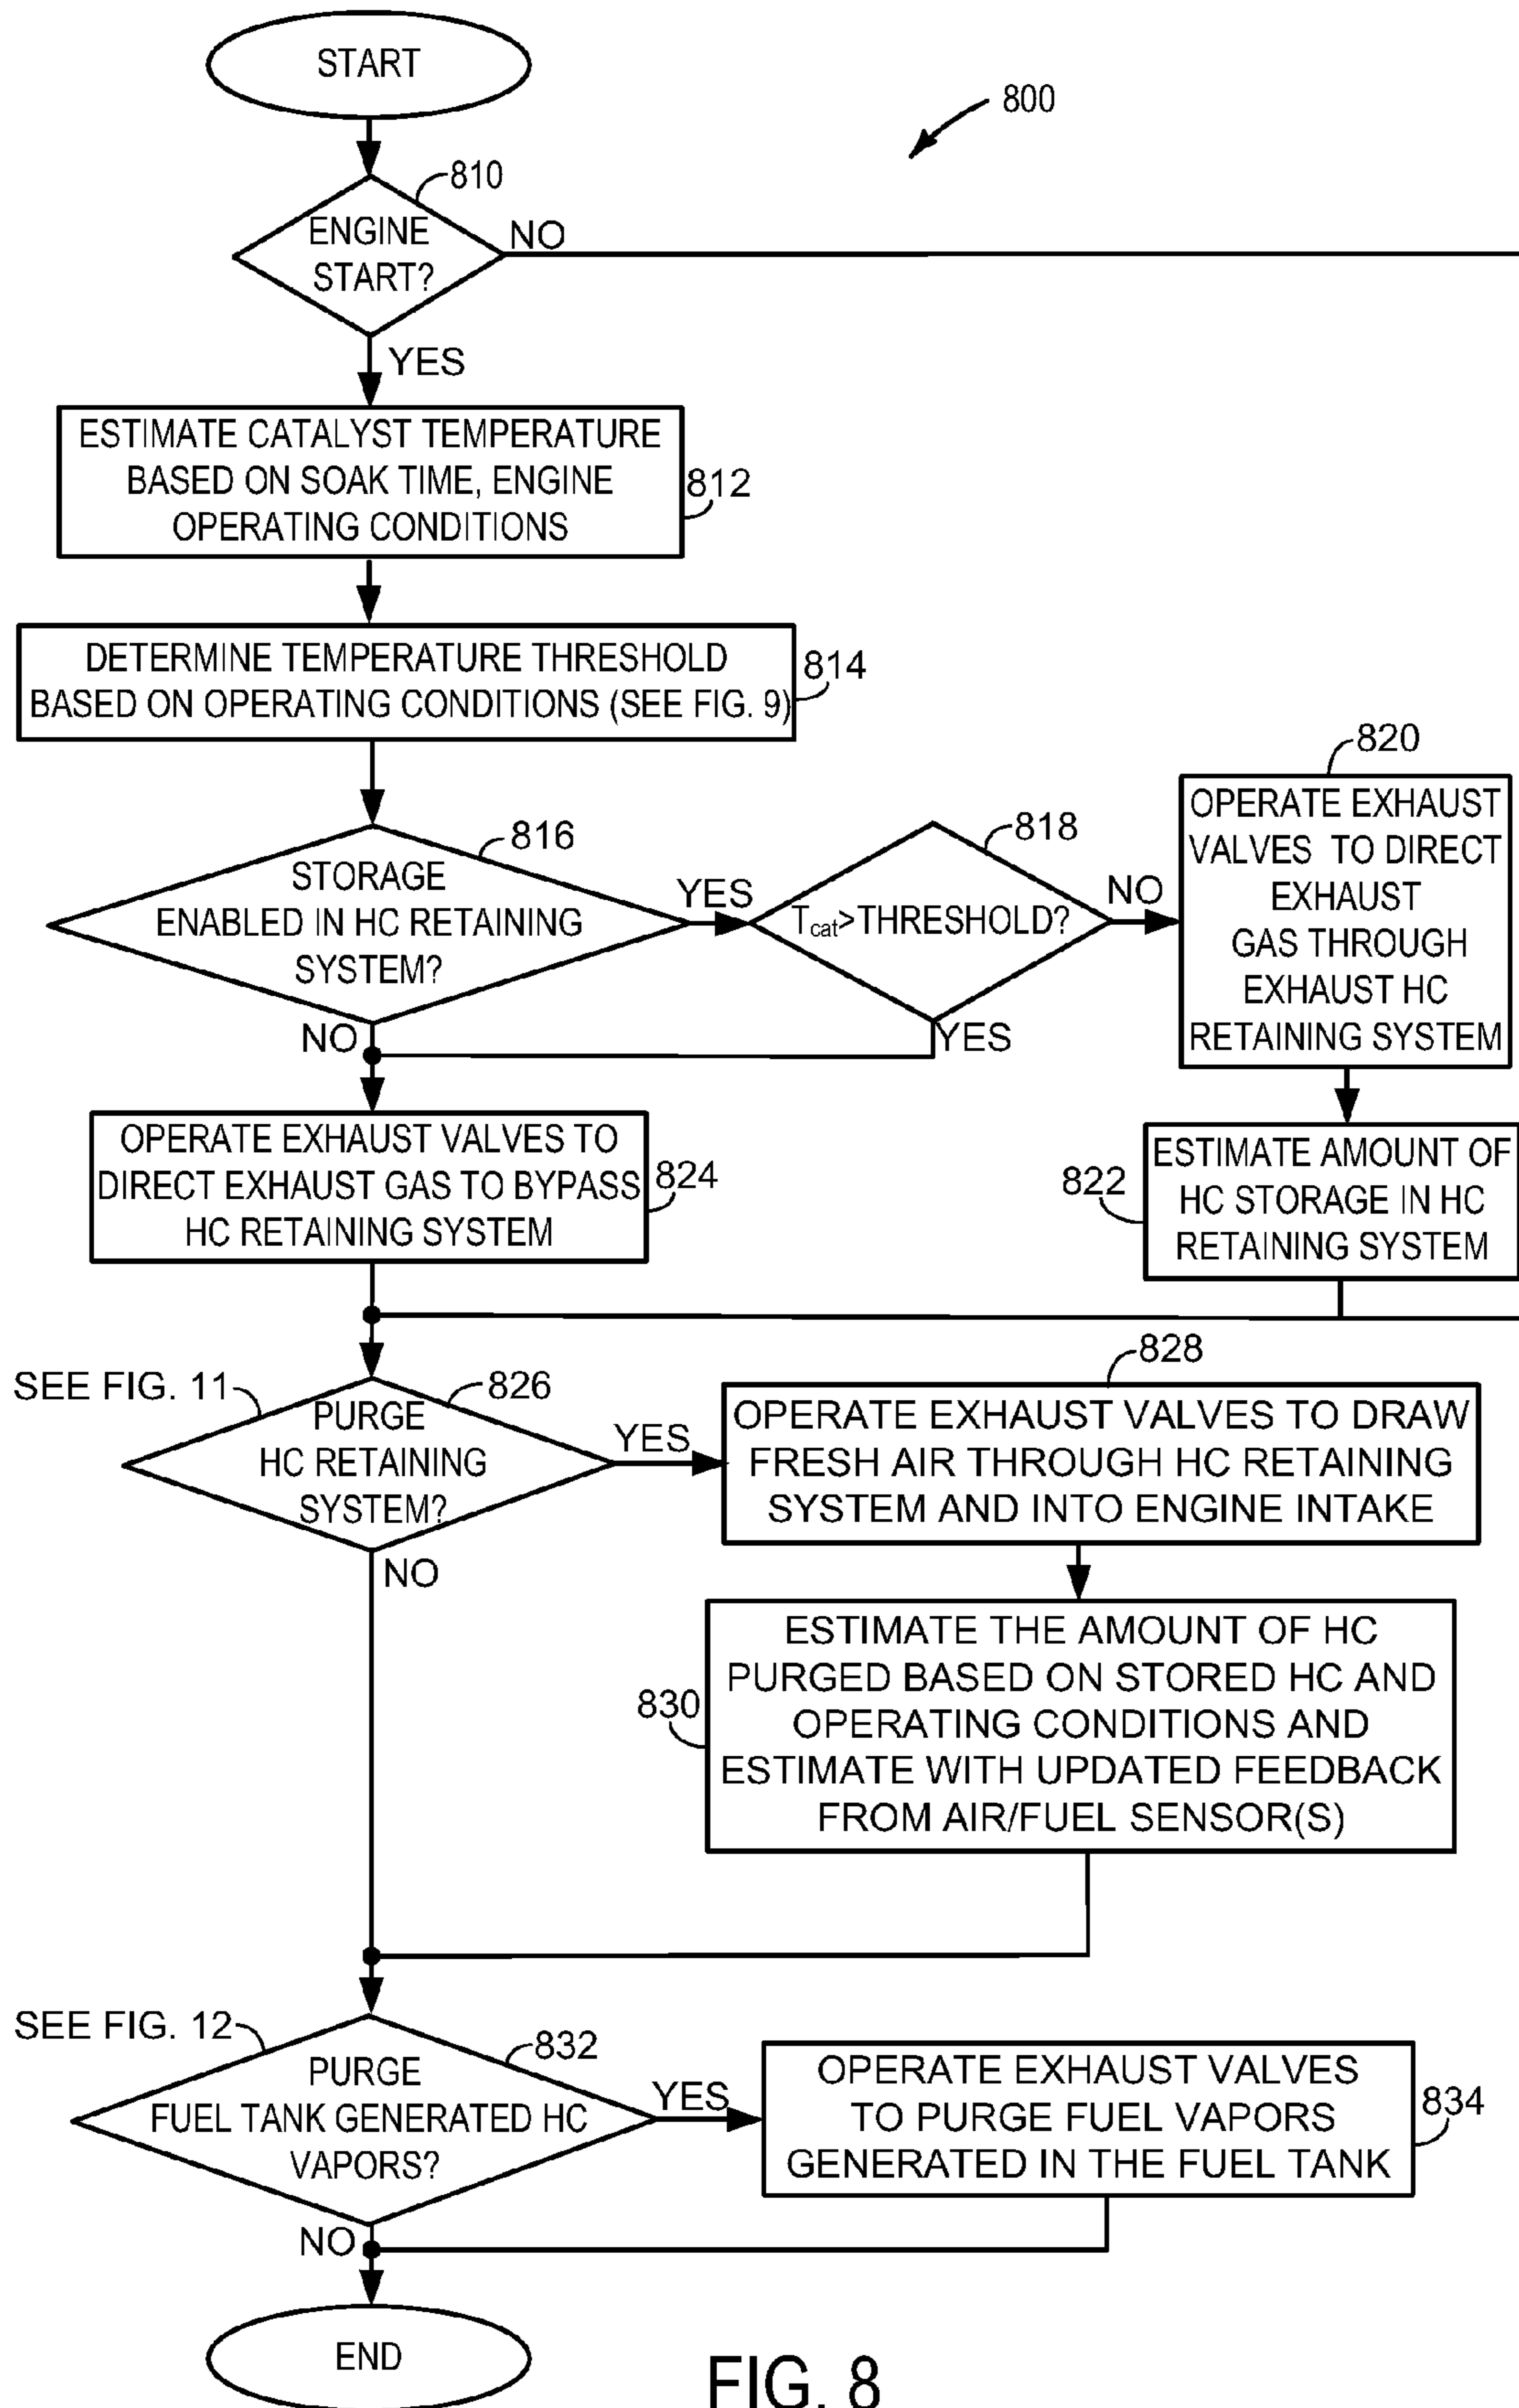 START
800
810
ENGINE
START?
NO
YES
ESTIMATE CATALYST TEMPERATURE
BASED ON SOAK TIME, ENGINE
OPERATING CONDITIONS
812
DETERMINE TEMPERATURE THRESHOLD
BASED ON OPERATING CONDITIONS (SEE FIG. 9)
814
816
STORAGE
ENABLED IN HC RETAINING
SYSTEM?
YES
NO
818
Tcat>THRESHOLD?
NO
YES
820
OPERATE EXHAUST
VALVES TO DIRECT
EXHAUST
GAS THROUGH
EXHAUST HC
RETAINING SYSTEM
822
ESTIMATE AMOUNT OF
HC STORAGE IN HC
RETAINING SYSTEM
OPERATE EXHAUST VALVES TO
DIRECT EXHAUST GAS TO BYPASS
HC RETAINING SYSTEM
824
SEE FIG. 11
826
PURGE
HC RETAINING
SYSTEM?
YES
NO
828
OPERATE EXHAUST VALVES TO DRAW
FRESH AIR THROUGH HC RETAINING
SYSTEM AND INTO ENGINE INTAKE
830
ESTIMATE THE AMOUNT OF HC
PURGED BASED ON STORED HC AND
OPERATING CONDITIONS AND
ESTIMATE WITH UPDATED FEEDBACK
FROM AIR/FUEL SENSOR(S)
SEE FIG. 12
832
PURGE
FUEL TANK GENERATED HC
VAPORS?
YES
NO
OPERATE EXHAUST VALVES
TO PURGE FUEL VAPORS
GENERATED IN THE FUEL TANK
834
END
FIG. 8